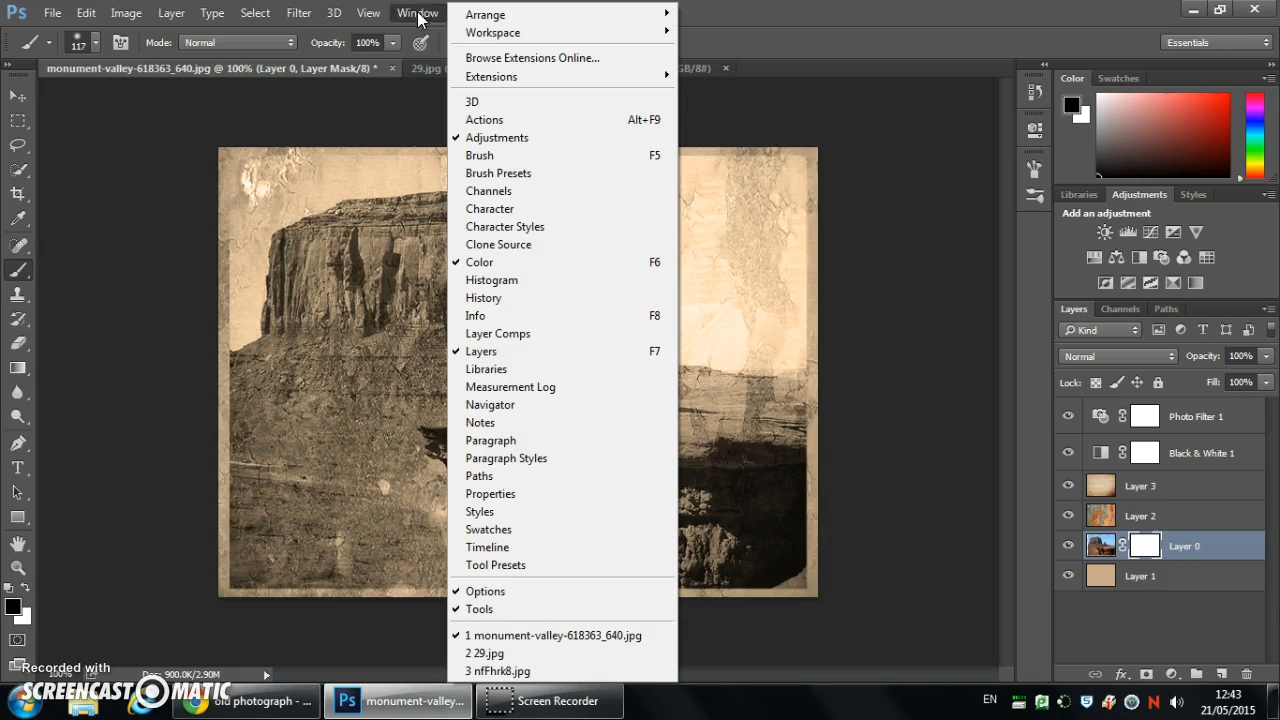 Ps File Edit Image Layer Type Select Filter 3D View Window
117 Mode: Normal Opacity: 100% Essentials
monument-valley-618363_640.jpg @ 100% (Layer 0, Layer Mask/8) * × 29.jpg GB/8#) ×
Arrange
Workspace
Browse Extensions Online...
Extensions
3D
Actions Alt+F9
Adjustments
Brush F5
Brush Presets
Channels
Character
Character Styles
Clone Source
Color F6
Histogram
History
Info F8
Layer Comps
Layers F7
Libraries
Measurement Log
Navigator
Notes
Paragraph
Paragraph Styles
Paths
Properties
Styles
Swatches
Timeline
Tool Presets
Options
Tools
1 monument-valley-618363_640.jpg
2 29.jpg
3 nfFhrk8.jpg
Color Swatches
Libraries Adjustments Styles
Add an adjustment
Layers Channels Paths
Kind
Normal Opacity: 100%
Lock: Fill: 100%
Photo Filter 1
Black & White 1
Layer 3
Layer 2
Layer 0
Layer 1
100% Doc: 900.0K/2.90M
Recorded with
SCREENCAST MATIC
old photograph - ... Ps monument-valley... Screen Recorder
EN 12:43
21/05/2015